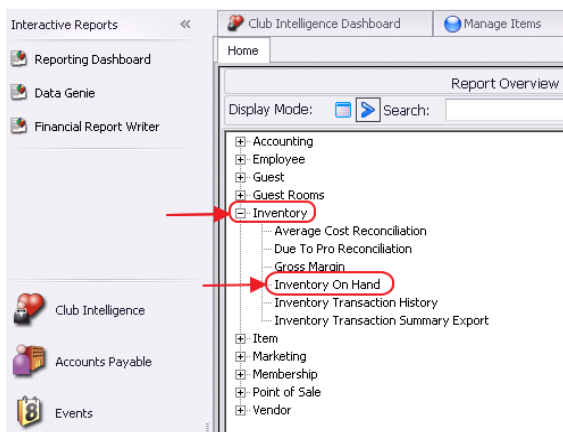 Interactive Reports
Reporting Dashboard
Data Genie
Financial Report Writer
Club Intelligence
Accounts Payable
8
Events
Club Intelligence Dashboard
Manage Items
Home
Report Overview
Display Mode:
Search:
Accounting
Employee
Guest
Guest Rooms
Inventory
Average Cost Reconciliation
Due To Pro Reconciliation
Gross Margin
Inventory On Hand
Inventory Transaction History
Inventory Transaction Summary Export
Item
Marketing
Membership
Point of Sale
Vendor